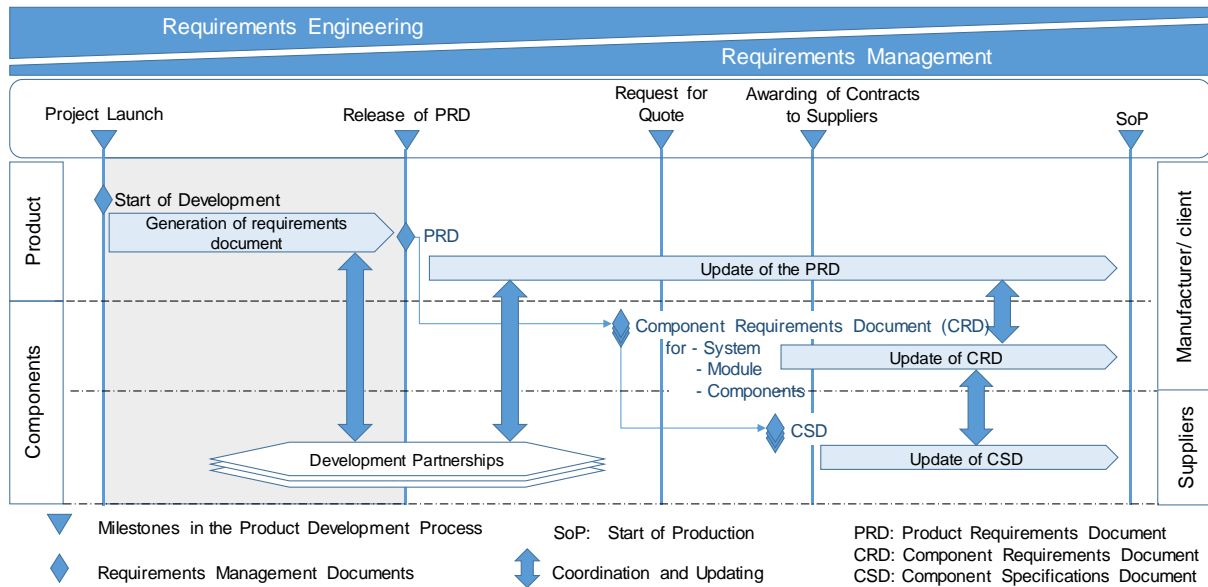 Requirements Engineering
Requirements Management
Project Launch
Release of PRD
Request for
Quote
Awarding of Contracts
to Suppliers
SoP
Product
Components
Manufacturer/ client
Suppliers
Start of Development
Generation of requirements
document
PRD
Update of the PRD
Component Requirements Document (CRD)
for - System
- Module
- Components
Update of CRD
CSD
Development Partnerships
Update of CSD
Milestones in the Product Development Process
Requirements Management Documents
SoP: Start of Production
Coordination and Updating
PRD: Product Requirements Document
CRD: Component Requirements Document
CSD: Component Specifications Document